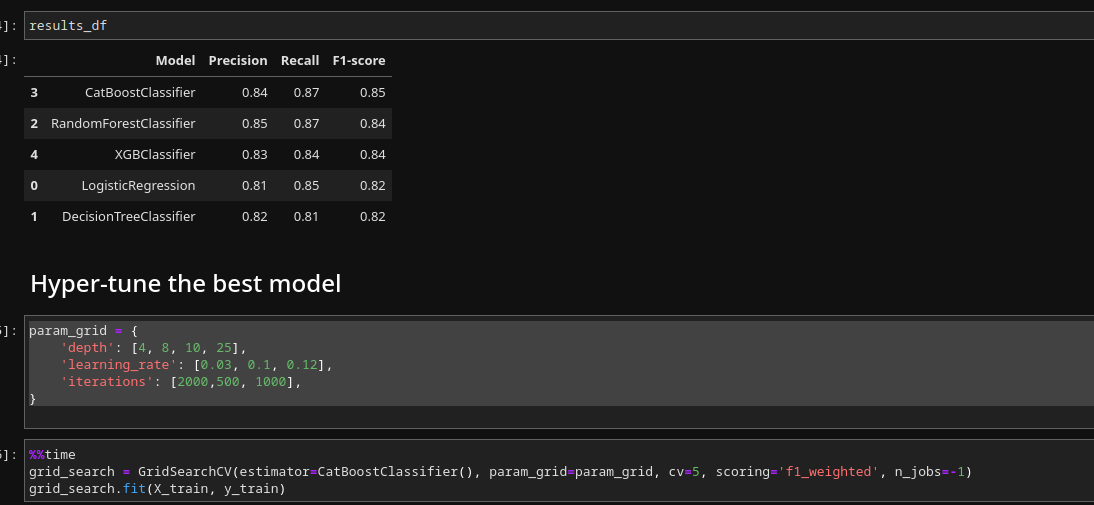 ]:
results_df
]:
Model Precision Recall F1-score
3 CatBoostClassifier 0.84 0.87 0.85
2 RandomForestClassifier 0.85 0.87 0.84
4 XGBClassifier 0.83 0.84 0.84
0 LogisticRegression 0.81 0.85 0.82
1 DecisionTreeClassifier 0.82 0.81 0.82
Hyper-tune the best model
]:
param_grid = {
    'depth': [4, 8, 10, 25],
    'learning_rate': [0.03, 0.1, 0.12],
    'iterations': [2000,500, 1000],
}
]:
%%time
grid_search = GridSearchCV(estimator=CatBoostClassifier(), param_grid=param_grid, cv=5, scoring='f1_weighted', n_jobs=-1)
grid_search.fit(X_train, y_train)